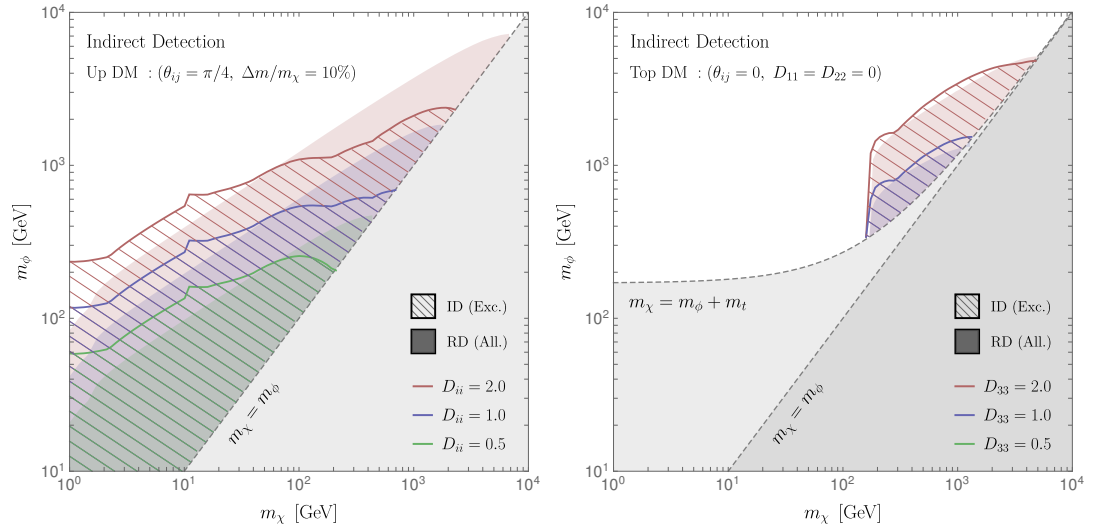 Indirect Detection
Up DM : (θ_ij = π/4, Δm/m_χ = 10%)
m_χ = m_ϕ
ID (Exc.)
RD (All.)
D_ii = 2.0
D_ii = 1.0
D_ii = 0.5
10^4
10^3
10^2
10^1
m_ϕ [GeV]
10^0
10^1
10^2
10^3
10^4
m_χ [GeV]
Indirect Detection
Top DM : (θ_ij = 0, D_11 = D_22 = 0)
m_χ = m_ϕ + m_t
m_χ = m_ϕ
ID (Exc.)
RD (All.)
D_33 = 2.0
D_33 = 1.0
D_33 = 0.5
10^4
10^3
10^2
10^1
m_ϕ [GeV]
10^0
10^1
10^2
10^3
10^4
m_χ [GeV]